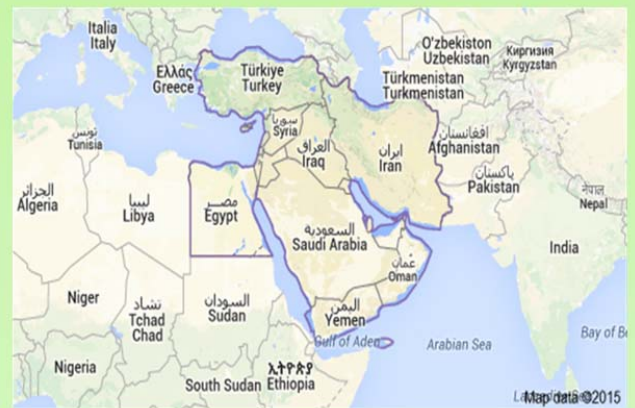 Italia
Italy
Ελλάς
Greece
Türkiye
Turkey
O'zbekiston
Uzbekistan
Киргизия
Kyrgyzstan
Türkmenistan
Turkmenistan
تونس
Tunisia
سوريا
Syria
العراق
Iraq
ایران
Iran
افغانستان
Afghanistan
پاکستان
Pakistan
नेपाल
Nepal
الجزائر
Algeria
ليبيا
Libya
مصر
Egypt
السعودية
Saudi Arabia
عُمان
Oman
India
Niger
تشاد
Tchad
Chad
السودان
Sudan
اليمن
Yemen
Gulf of Aden
Arabian Sea
Bay of Be
Nigeria
South Sudan
ኢትዮጵያ
Ethiopia
Map data ©2015